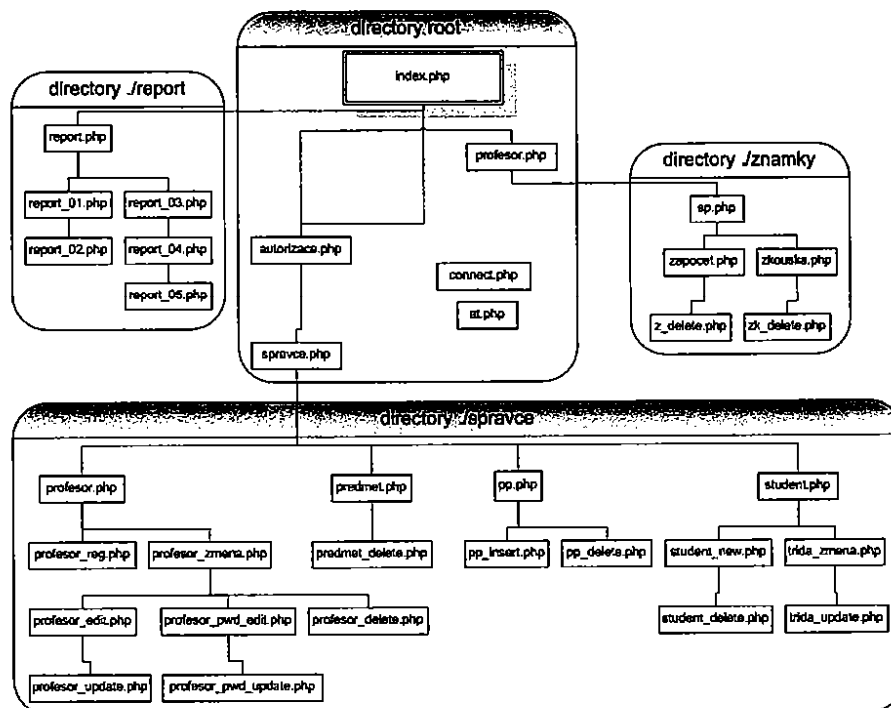 directory root
index.php
directory ./report
report.php
profesor.php
directory ./znamky
sp.php
report_01.php
report_03.php
report_02.php
autorizace.php
report_04.php
connect.php
zapocet.php
zkouska.php
report_05.php
st.php
z_delete.php
zk_delete.php
spravce.php
directory ./spravce
profesor.php
predmet.php
pp.php
student.php
profesor_reg.php
profesor_zmena.php
predmet_delete.php
pp_insert.php
pp_delete.php
student_new.php
trida_zmena.php
profesor_edit.php
profesor_pwd_edit.php
profesor_delete.php
student_delete.php
trida_update.php
profesor_update.php
profesor_pwd_update.php